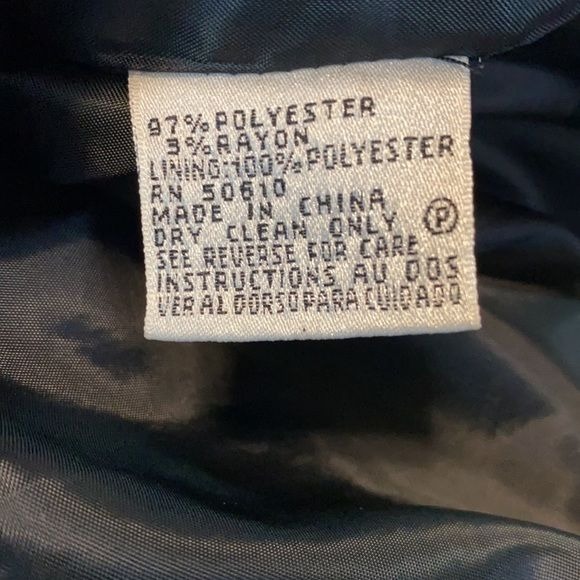 97% POLYESTER
3% RAYON
LINING:100% POLYESTER
RN 50610
MADE IN CHINA
DRY CLEAN ONLY Ⓟ
SEE REVERSE FOR CARE
INSTRUCTIONS AU DOS
VER AL DORSO PARA CUIDADO